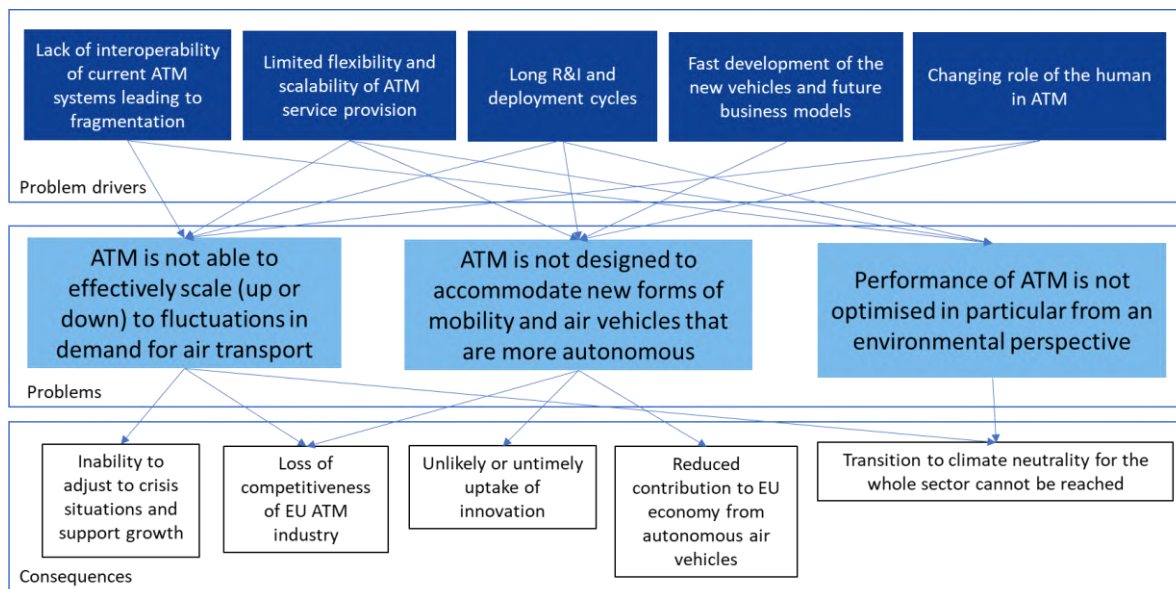 Lack of interoperability
of current ATM
systems leading to
fragmentation
Limited flexibility and
scalability of ATM
service provision
Long R&I and
deployment cycles
Fast development of the
new vehicles and future
business models
Changing role of the human
in ATM
Problem drivers
ATM is not able to
effectively scale (up or
down) to fluctuations in
demand for air transport
ATM is not designed to
accommodate new forms of
mobility and air vehicles that
are more autonomous
Performance of ATM is not
optimised in particular from an
environmental perspective
Problems
Inability to
adjust to crisis
situations and
support growth
Loss of
competitiveness
of EU ATM
industry
Unlikely or untimely
uptake of
innovation
Reduced
contribution to EU
economy from
autonomous air
vehicles
Transition to climate neutrality for the
whole sector cannot be reached
Consequences